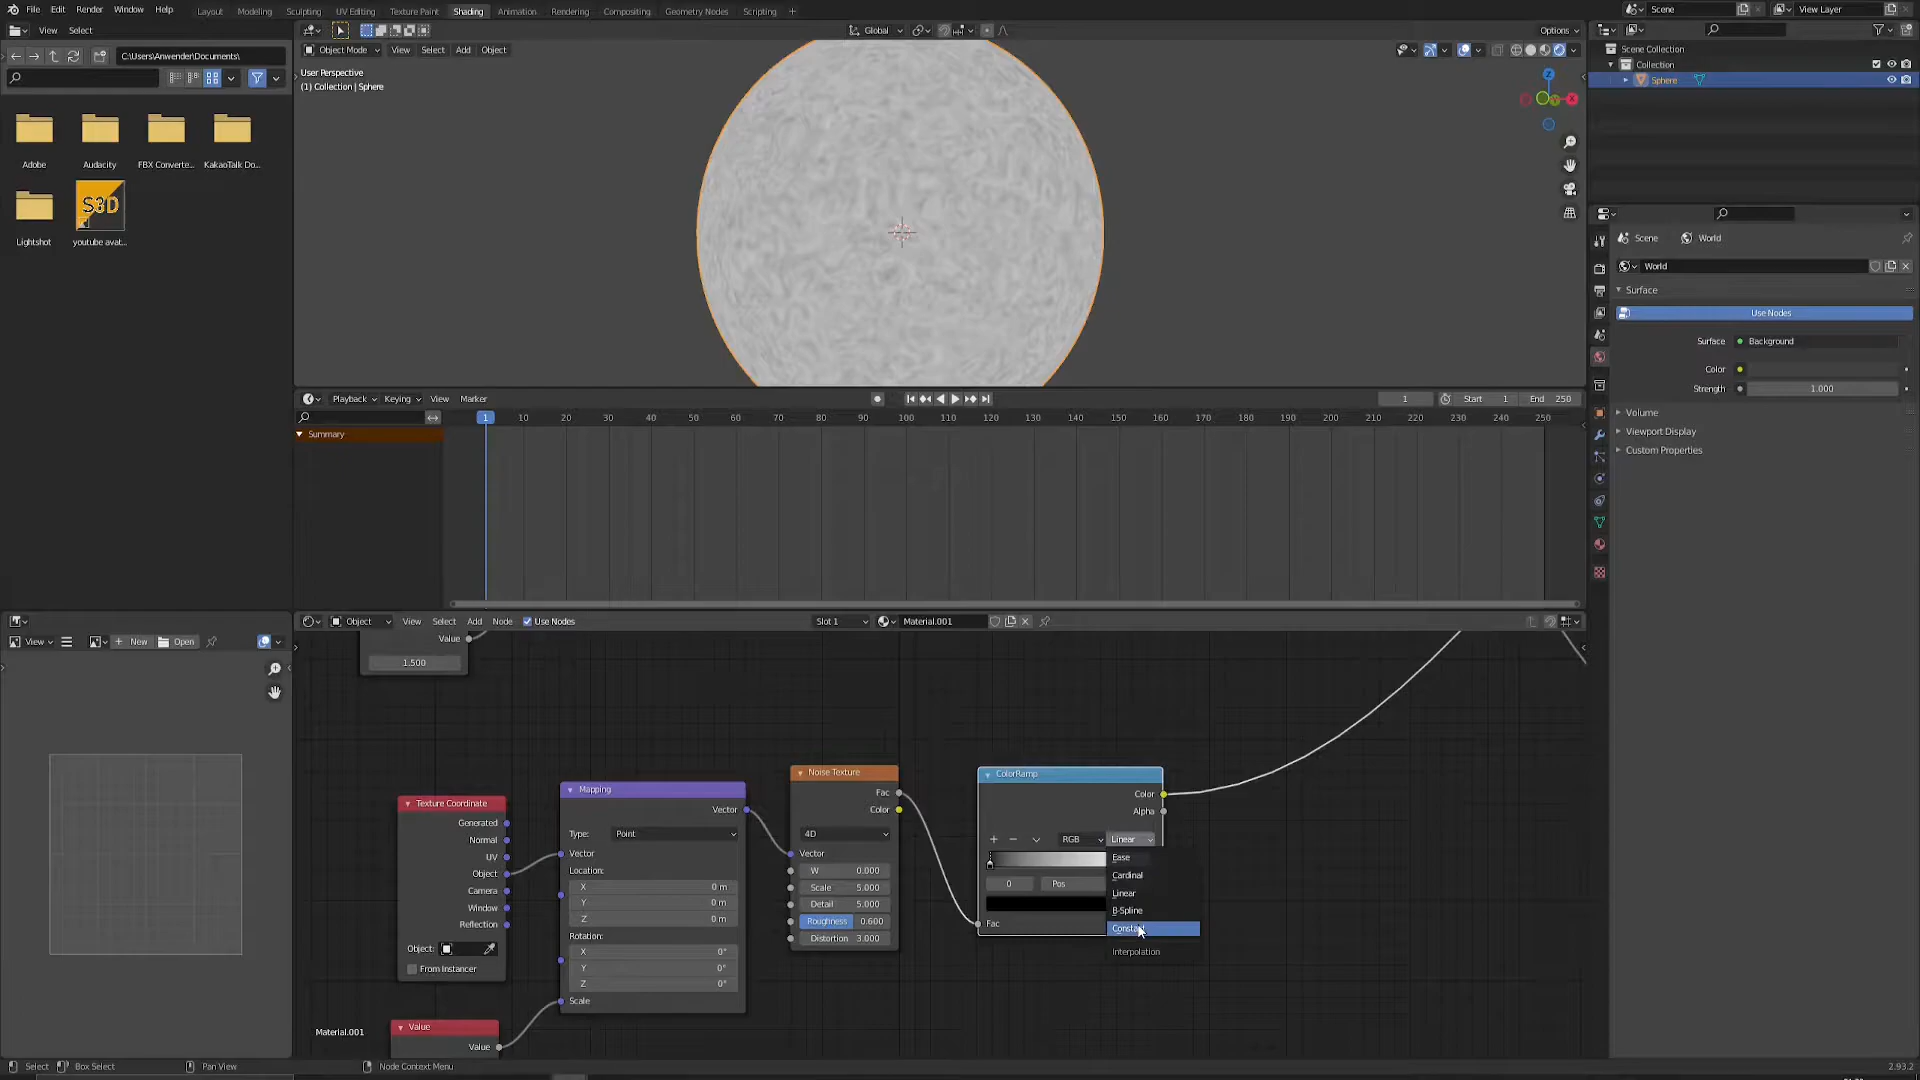 File Edit Render Window Help
Layout Modeling Sculpting UV Editing Texture Paint Shading Animation Rendering Compositing Geometry Nodes Scripting +
Scene
View Layer
View Select
C:\Users\Anwender\Documents\
Adobe
Audacity
FBX Converte...
KakaoTalk Do...
S3D
Lightshot
youtube avat...
Global
Options
Object Mode View Select Add Object
User Perspective
(1) Collection | Sphere
Z
X
Scene Collection
Collection
Sphere
Scene World
World
Surface
Use Nodes
Surface Background
Color
Strength 1.000
Volume
Viewport Display
Custom Properties
Playback Keying View Marker
1
Start 1
End 250
1 10 20 30 40 50 60 70 80 90 100 110 120 130 140 150 160 170 180 190 200 210 220 230 240 250
Summary
View
New
Open
Object View Select Add Node Use Nodes
Slot 1
Material.001
Value
1.500
Texture Coordinate
Generated
Normal
UV
Object
Camera
Window
Reflection
Object:
From Instancer
Value
Value
Mapping
Vector
Type: Point
Vector
Location:
X 0 m
Y 0 m
Z 0 m
Rotation:
X 0°
Y 0°
Z 0°
Scale
Noise Texture
Fac
Color
4D
Vector
W 0.000
Scale 5.000
Detail 5.000
Roughness 0.600
Distortion 3.000
ColorRamp
Color
Alpha
+ − RGB Linear
0 Pos
Fac
Ease
Cardinal
Linear
B-Spline
Constant
Interpolation
Material.001
Select
Box Select
Pan View
Node Context Menu
2.93.2